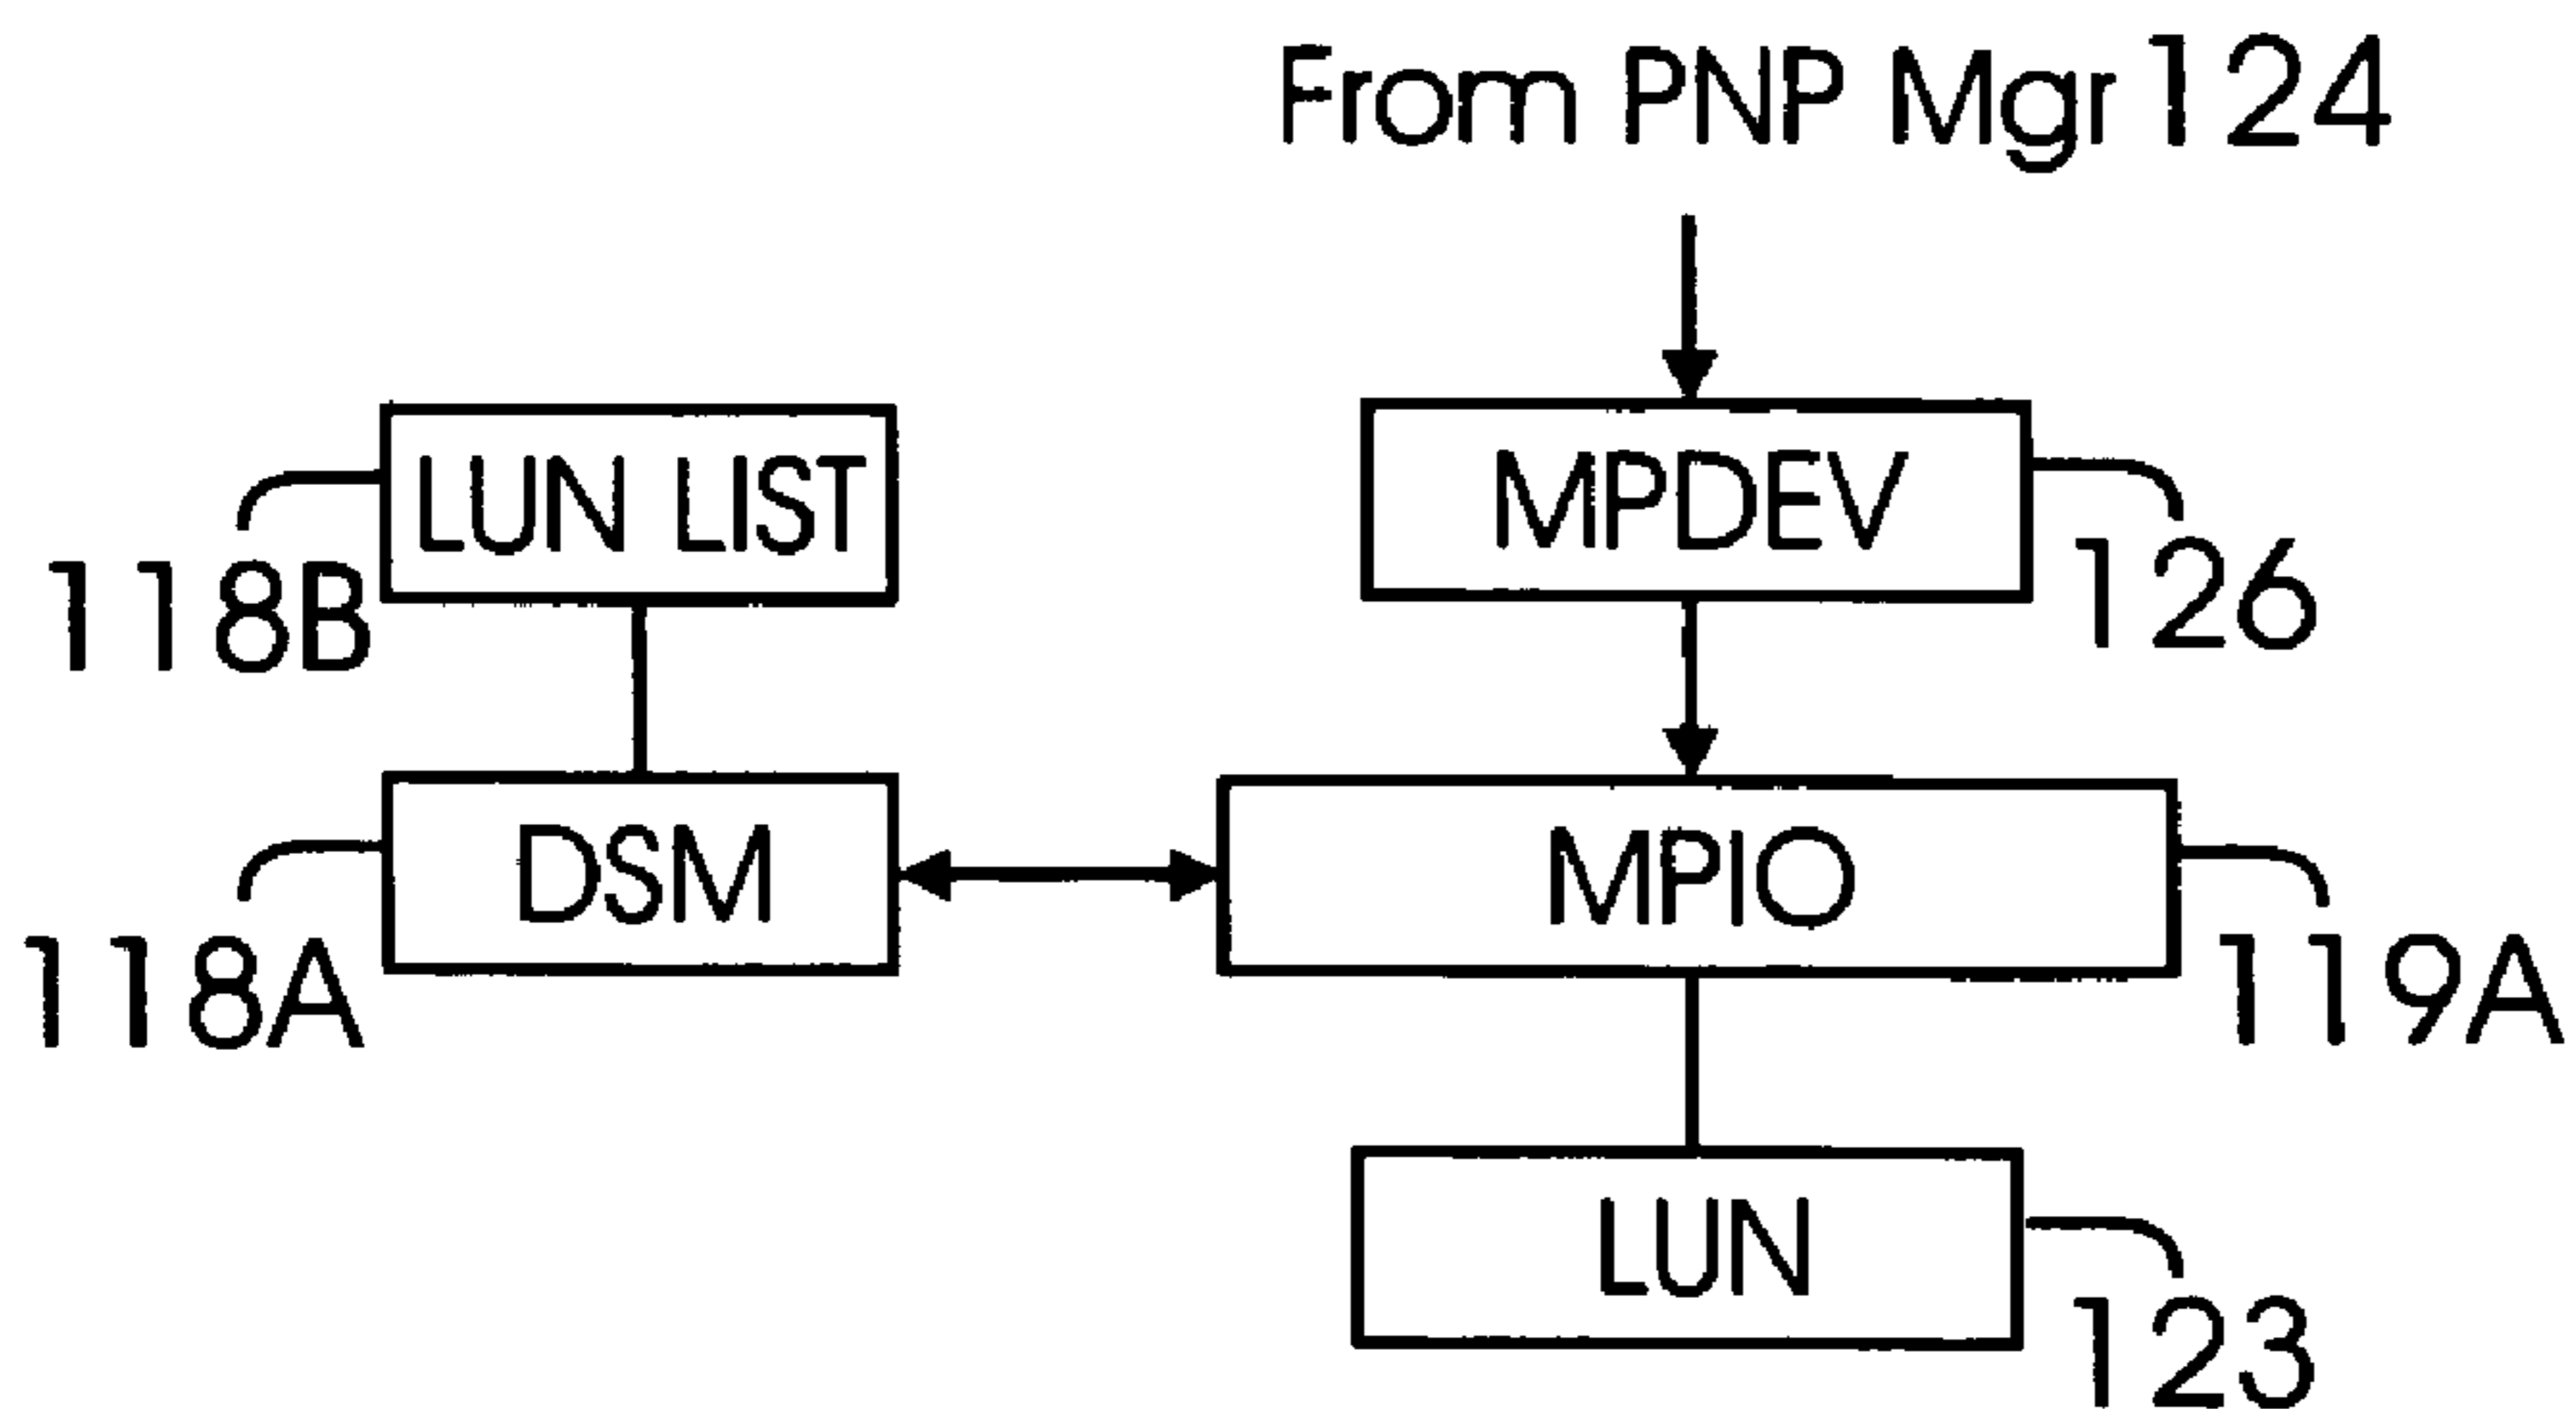 From PNP Mgr 124
LUN LIST
MPDEV
118B
126
DSM
MPIO
118A
119A
LUN
123